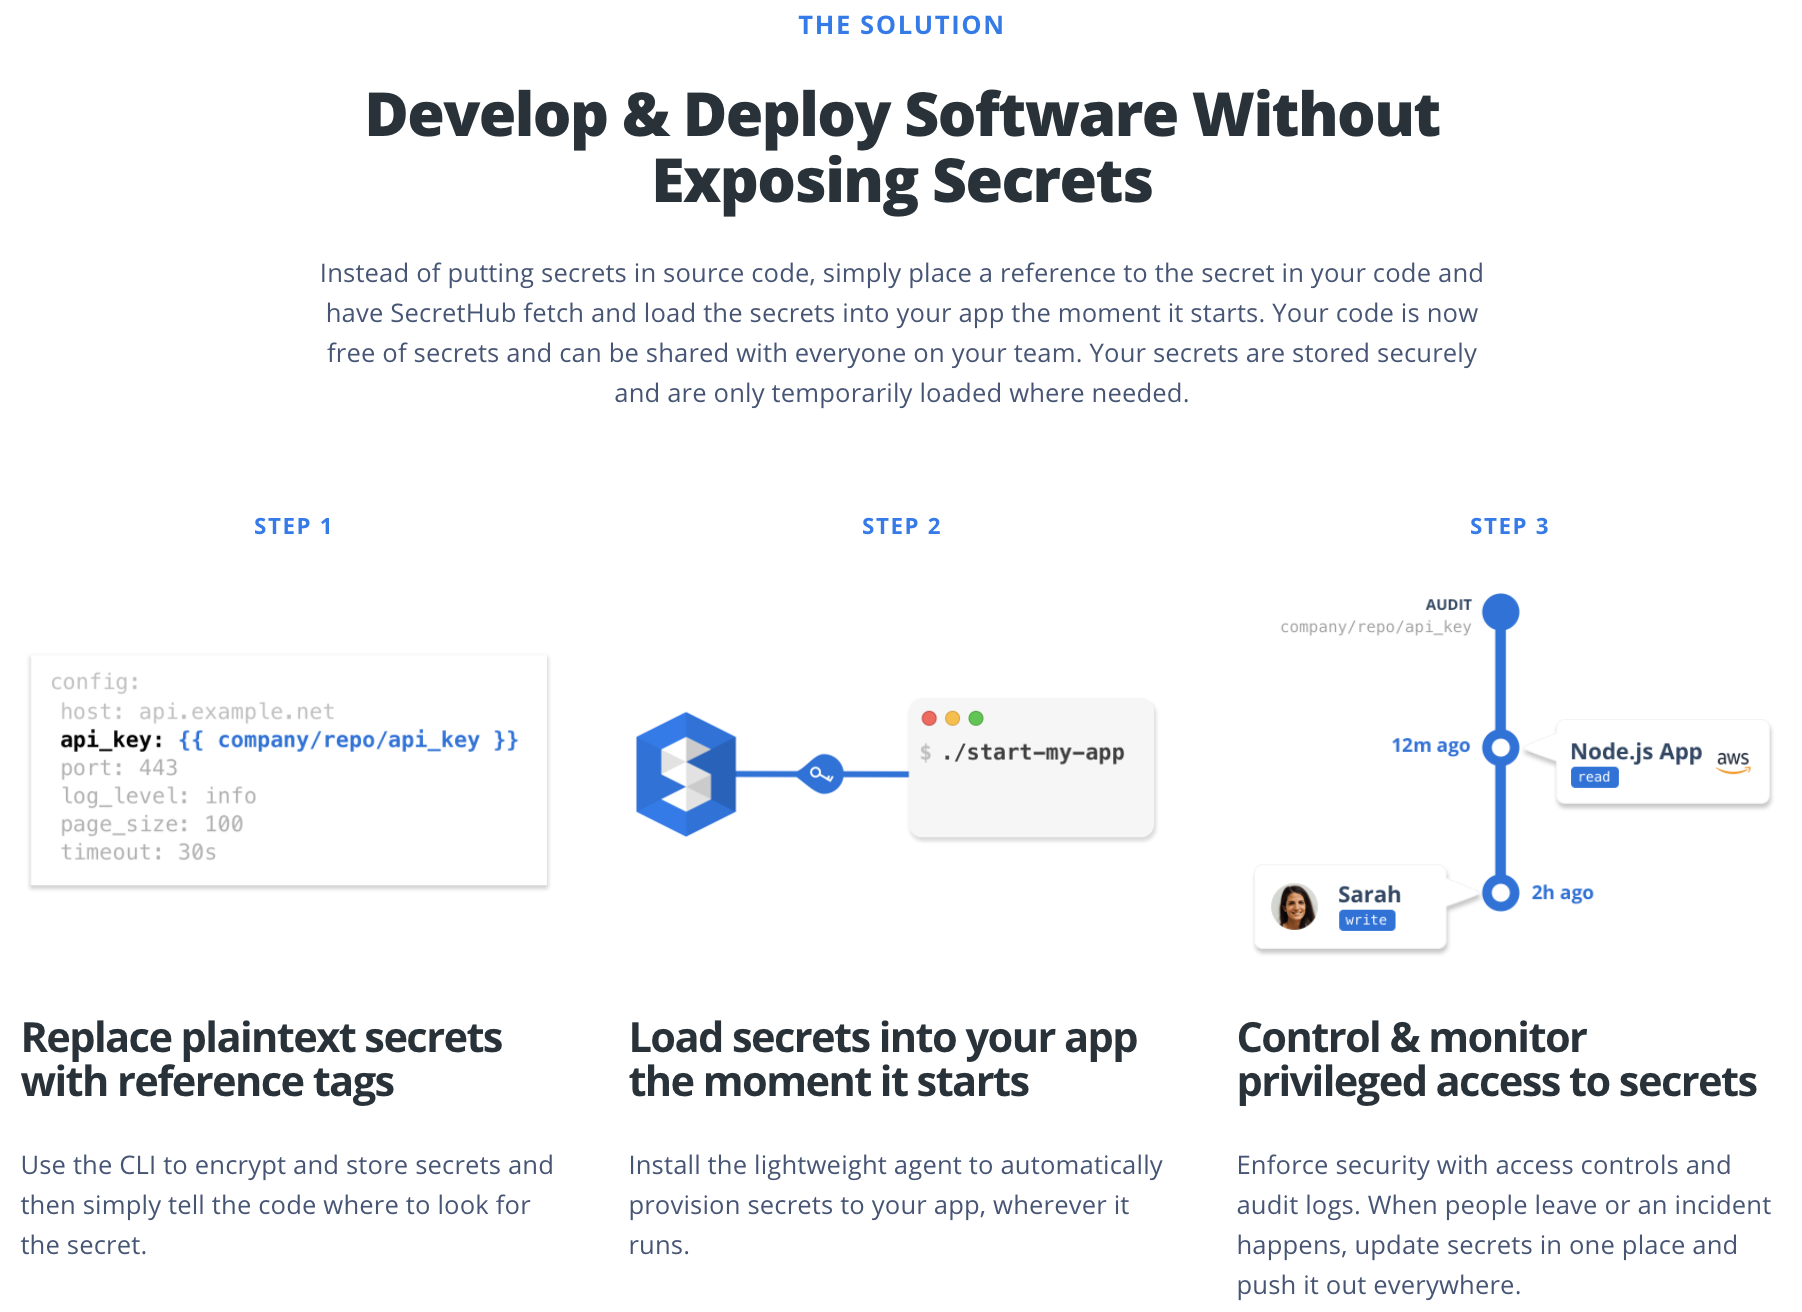 THE SOLUTION
Develop & Deploy Software Without
Exposing Secrets
Instead of putting secrets in source code, simply place a reference to the secret in your code and
have SecretHub fetch and load the secrets into your app the moment it starts. Your code is now
free of secrets and can be shared with everyone on your team. Your secrets are stored securely
and are only temporarily loaded where needed.
STEP 1
config:
host: api.example.net
api_key: {{ company/repo/api_key }}
port: 443
log_level: info
page_size: 100
timeout: 30s
Replace plaintext secrets
with reference tags
Use the CLI to encrypt and store secrets and
then simply tell the code where to look for
the secret.
STEP 2
$ ./start-my-app
Load secrets into your app
the moment it starts
Install the lightweight agent to automatically
provision secrets to your app, wherever it
runs.
STEP 3
AUDIT
company/repo/api_key
12m ago
Node.js App
read
aws
Sarah
write
2h ago
Control & monitor
privileged access to secrets
Enforce security with access controls and
audit logs. When people leave or an incident
happens, update secrets in one place and
push it out everywhere.